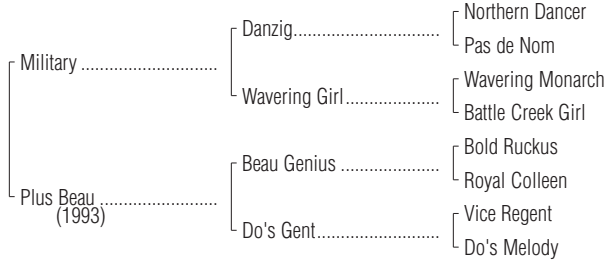 Northern Dancer
Danzig......................................
Pas de Nom
Military ............................
Wavering Monarch
Wavering Girl........................
Battle Creek Girl
Bold Ruckus
Beau Genius .........................
Royal Colleen
Plus Beau ........................
(1993)
Vice Regent
Do's Gent...............................
Do's Melody